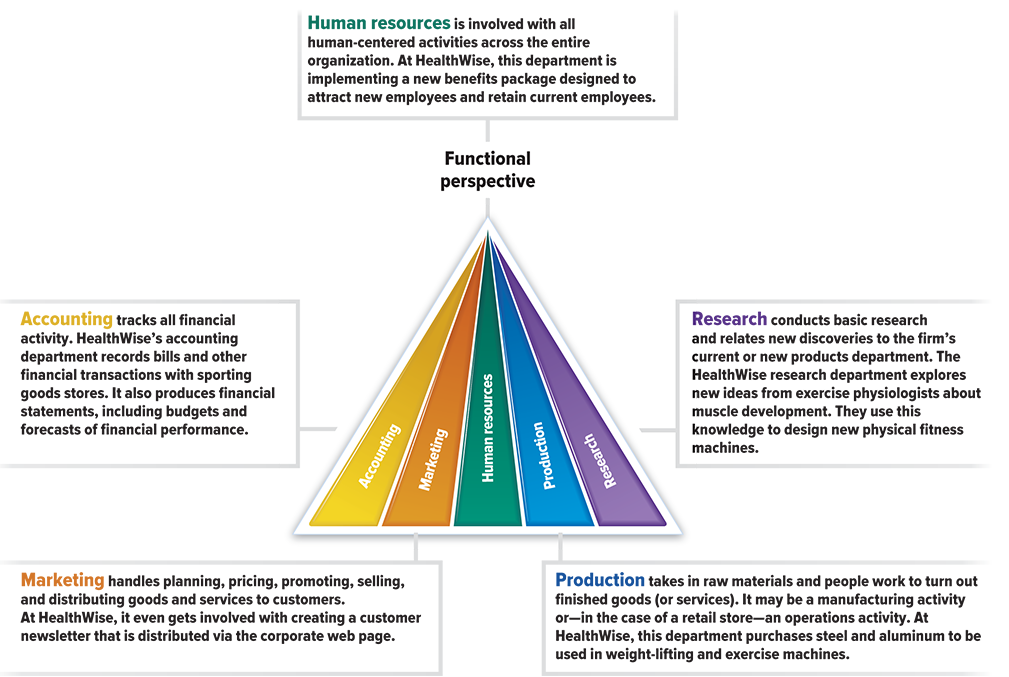 Human resources is involved with all
human-centered activities across the entire
organization. At HealthWise, this department is
implementing a new benefits package designed to
attract new employees and retain current employees.
Functional
perspective
Accounting tracks all financial
activity. HealthWise’s accounting
department records bills and other
financial transactions with sporting
goods stores. It also produces financial
statements, including budgets and
forecasts of financial performance.
Research conducts basic research
and relates new discoveries to the firm’s
current or new products department. The
HealthWise research department explores
new ideas from exercise physiologists about
muscle development. They use this
knowledge to design new physical fitness
machines.
Accounting
Marketing
Human resources
Production
Research
Marketing handles planning, pricing, promoting, selling,
and distributing goods and services to customers.
At HealthWise, it even gets involved with creating a customer
newsletter that is distributed via the corporate web page.
Production takes in raw materials and people work to turn out
finished goods (or services). It may be a manufacturing activity
or—in the case of a retail store—an operations activity. At
HealthWise, this department purchases steel and aluminum to be
used in weight-lifting and exercise machines.